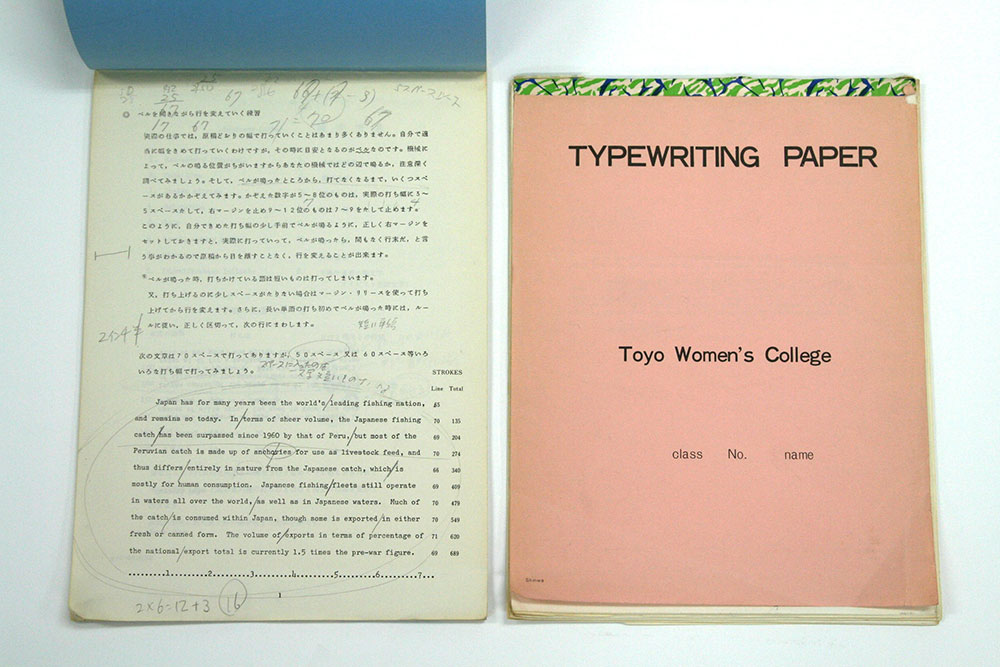 67
67
17 67
71 = 70
67
ベルを聞きながら行を変えていく練習
実際の仕事では，原稿どおりの幅で打っていくことはあまり多くありません。自分で適
当に幅をきめて打っていくわけですが，その時に目安となるのがベルなのです。機械に
よって，ベルの鳴る位置がちがいますからあなたの機械ではどの辺で鳴るか，注意深く
調べてみましょう。そして，ベルが鳴ったところから，打てなくなるまで，いくつスペ
ースがあるかかぞえてみます。かぞえた数字が5〜8位のものは，実際の打ち幅に3〜
5スペースたして，右マージンを止め9〜12位のものは7〜9をたして止めます。
このように，自分できめた打ち幅の少し手前でベルが鳴るように，正しく右マージンを
セットしておきますと，実際に打っていって，ベルが鳴ったら，間もなく行末だ，と言
う事がわかるので原稿から目を離すことなく，行を変えることが出来ます。
ベルが鳴った時，打ちかけている語は短いものは打ってしまいます。
又，打ち上げるのに少しスペースがたりない場合はマージン・リリースを使って打ち
上げてから行を変えます。さらに，長い単語の打ち初めでベルが鳴った時には，ルー
ルに従い，正しく区切って，次の行にまわします。
次の文章は70スペースで打ってありますが，50スペース 又は 60スペース等いろ
いろな打ち幅で打ってみましょう。
STROKES
Line Total
Japan has for many years been the world's leading fishing nation, 65
and remains so today. In terms of sheer volume, the Japanese fishing 70 135
catch has been surpassed since 1960 by that of Peru, but most of the 69 204
Peruvian catch is made up of anchovies for use as livestock feed, and 70 274
thus differs entirely in nature from the Japanese catch, which is 66 340
mostly for human consumption. Japanese fishing fleets still operate 69 409
in waters all over the world, as well as in Japanese waters. Much of 70 479
the catch is consumed within Japan, though some is exported in either 70 549
fresh or canned form. The volume of exports in terms of percentage of 71 620
the national export total is currently 1.5 times the pre-war figure. 69 689
.........1.........2.........3.........4.........5.........6.........7...
1
2×6=12+3 16
TYPEWRITING PAPER
Toyo Women's College
class No. name